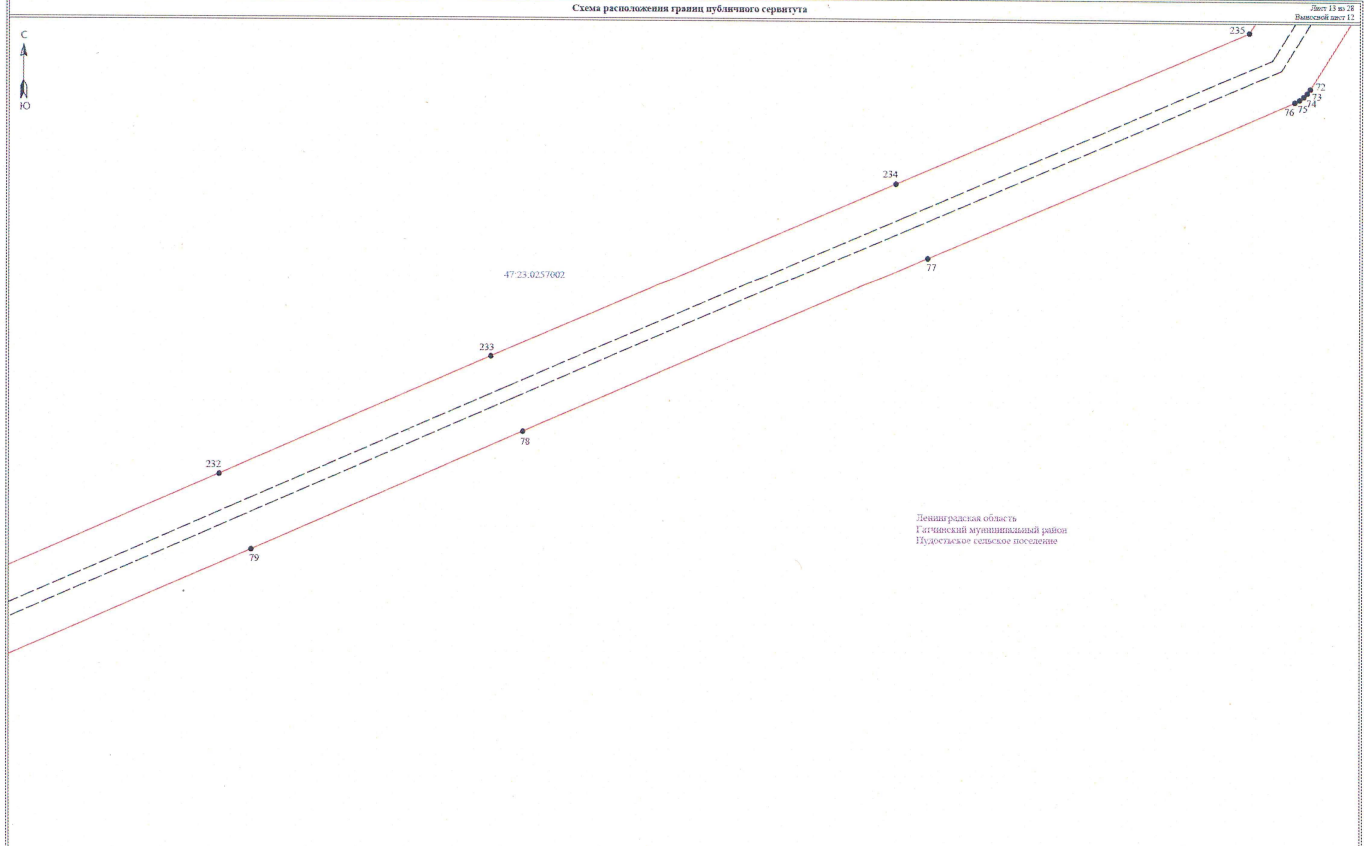 Схема расположения границ публичного сервитута
Лист 13 из 28
Выносной лист 12
С
Ю
235
72
73
74
75
76
234
77
47:23:0257002
233
78
232
79
Ленинградская область
Гатчинский муниципальный район
Пудостьское сельское поселение